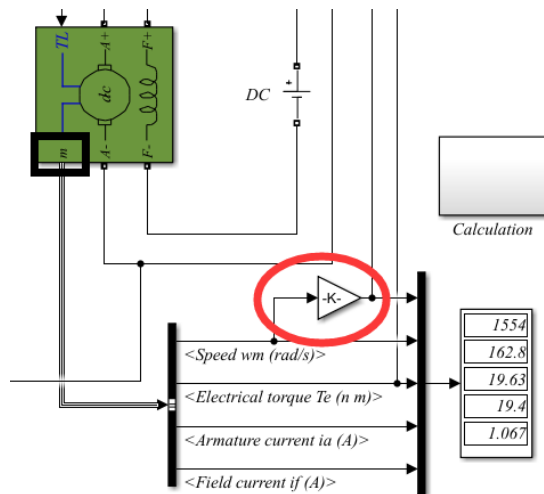 TL
A+
F+
dc
m
A-
F-
DC
+
Calculation
-K-
<Speed wm (rad/s)>
<Electrical torque Te (n m)>
<Armature current ia (A)>
<Field current if (A)>
1554
162.8
19.63
19.4
1.067